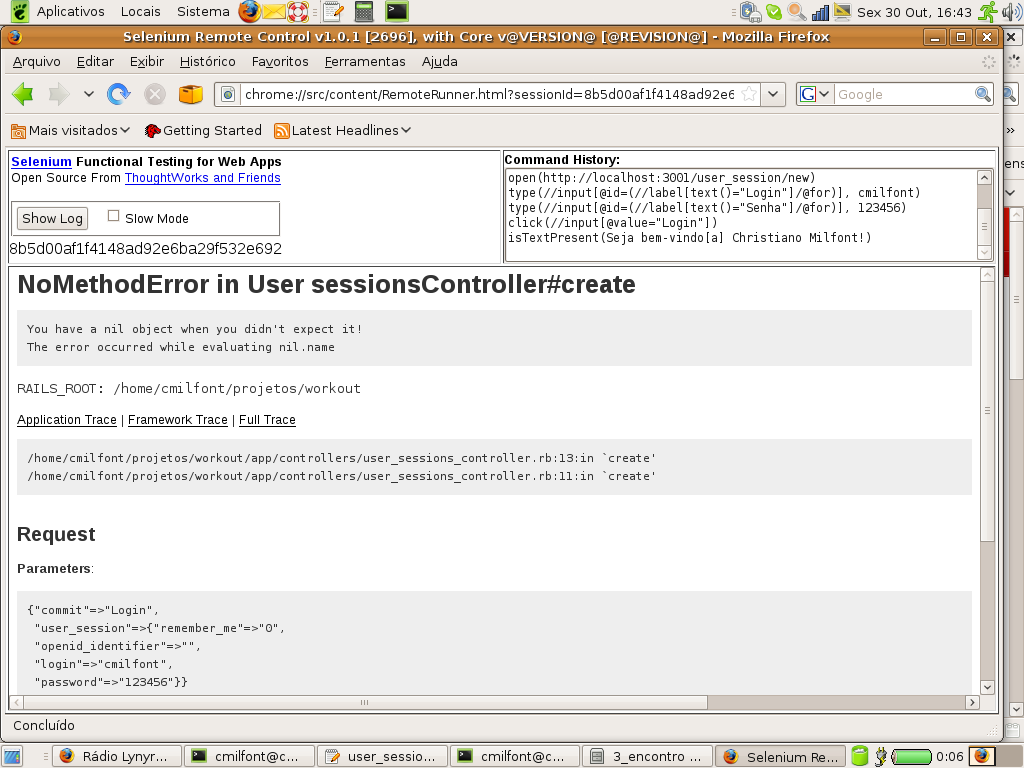 Aplicativos Locais Sistema Sex 30 Out, 16:43
Selenium Remote Control v1.0.1 [2696], with Core v@VERSION@ [@REVISION@] - Mozilla Firefox
Arquivo Editar Exibir Histórico Favoritos Ferramentas Ajuda
chrome://src/content/RemoteRunner.html?sessionId=8b5d00af1f4148ad92e6
G Google
Mais visitados Getting Started Latest Headlines »
Selenium Functional Testing for Web Apps
Open Source From ThoughtWorks and Friends
Show Log Slow Mode
8b5d00af1f4148ad92e6ba29f532e692
Command History:
open(http://localhost:3001/user_session/new)
type(//input[@id=(//label[text()="Login"]/@for)], cmilfont)
type(//input[@id=(//label[text()="Senha"]/@for)], 123456)
click(//input[@value="Login"])
isTextPresent(Seja bem-vindo[a] Christiano Milfont!)
NoMethodError in User sessionsController#create
You have a nil object when you didn't expect it!
The error occurred while evaluating nil.name
RAILS_ROOT: /home/cmilfont/projetos/workout
Application Trace | Framework Trace | Full Trace
/home/cmilfont/projetos/workout/app/controllers/user_sessions_controller.rb:13:in `create'
/home/cmilfont/projetos/workout/app/controllers/user_sessions_controller.rb:11:in `create'
Request
Parameters:
{"commit"=>"Login",
"user_session"=>{"remember_me"=>"0",
"openid_identifier"=>"",
"login"=>"cmilfont",
"password"=>"123456"}}
Concluído
Rádio Lynyr... cmilfont@c... user_sessio... cmilfont@c... 3_encontro ... Selenium Re... 0:06